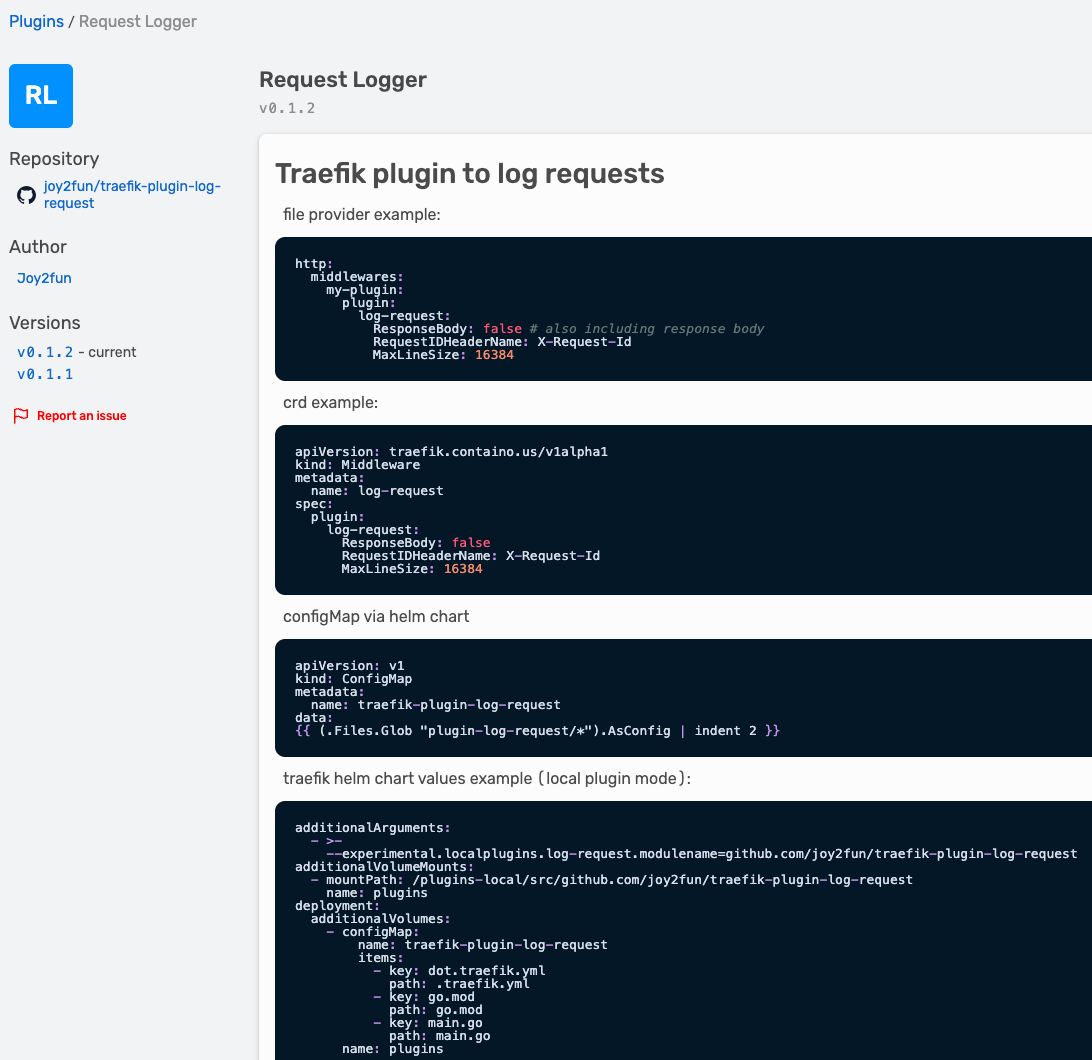 Plugins / Request Logger
RL
Repository
joy2fun/traefik-plugin-log-
request
Author
Joy2fun
Versions
v0.1.2 - current
v0.1.1
Report an issue
Request Logger
v0.1.2
Traefik plugin to log requests
file provider example:
http:
  middlewares:
    my-plugin:
      plugin:
        log-request:
          ResponseBody: false # also including response body
          RequestIDHeaderName: X-Request-Id
          MaxLineSize: 16384
crd example:
apiVersion: traefik.containo.us/v1alpha1
kind: Middleware
metadata:
  name: log-request
spec:
  plugin:
    log-request:
      ResponseBody: false
      RequestIDHeaderName: X-Request-Id
      MaxLineSize: 16384
configMap via helm chart
apiVersion: v1
kind: ConfigMap
metadata:
  name: traefik-plugin-log-request
data:
{{ (.Files.Glob "plugin-log-request/*").AsConfig | indent 2 }}
traefik helm chart values example (local plugin mode):
additionalArguments:
  - >-
    --experimental.localplugins.log-request.modulename=github.com/joy2fun/traefik-plugin-log-request
additionalVolumeMounts:
  - mountPath: /plugins-local/src/github.com/joy2fun/traefik-plugin-log-request
    name: plugins
deployment:
  additionalVolumes:
    - configMap:
        name: traefik-plugin-log-request
        items:
          - key: dot.traefik.yml
            path: .traefik.yml
          - key: go.mod
            path: go.mod
          - key: main.go
            path: main.go
      name: plugins